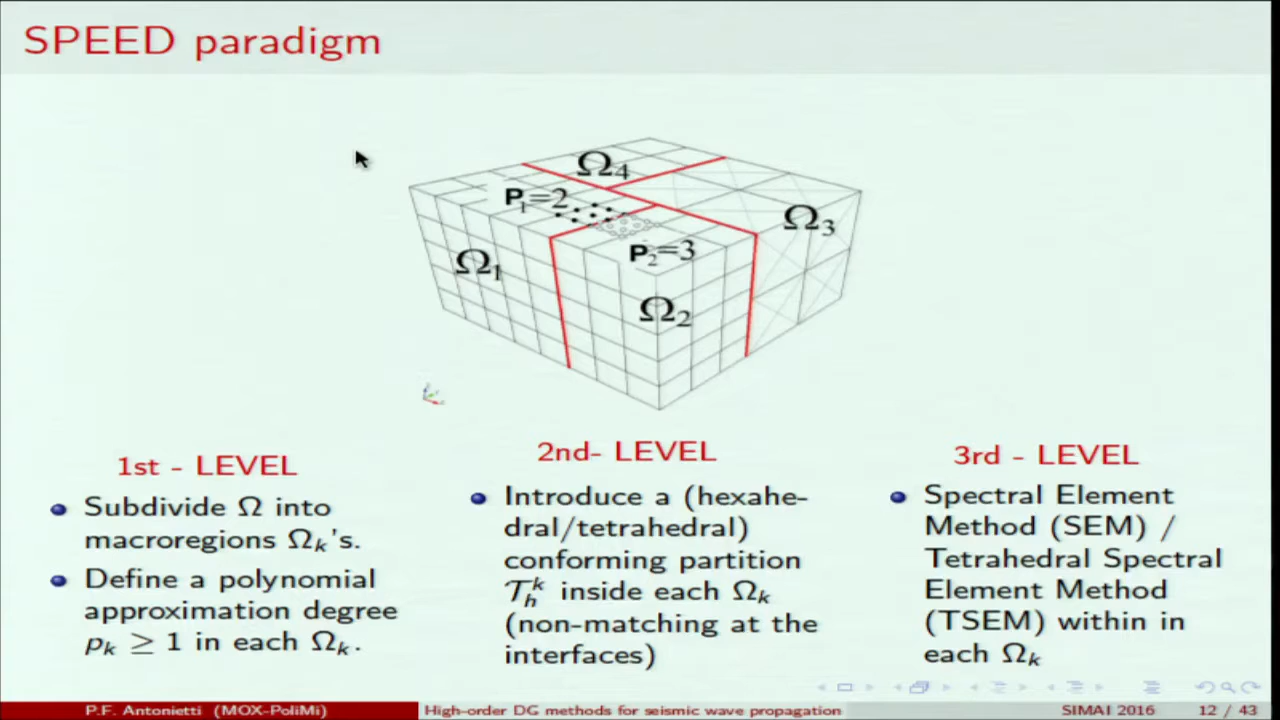 SPEED paradigm
Ω₄
P₁=2
Ω₃
P₂=3
Ω₁
Ω₂
1st - LEVEL
Subdivide Ω into
macroregions Ωₖ's.
Define a polynomial
approximation degree
pₖ ≥ 1 in each Ωₖ.
2nd- LEVEL
Introduce a (hexahe-
dral/tetrahedral)
conforming partition
𝒯ₕᵏ inside each Ωₖ
(non-matching at the
interfaces)
3rd - LEVEL
Spectral Element
Method (SEM) /
Tetrahedral Spectral
Element Method
(TSEM) within in
each Ωₖ
P.F. Antonietti (MOX-PoliMi)
High-order DG methods for seismic wave propagation
SIMAI 2016
12 / 43